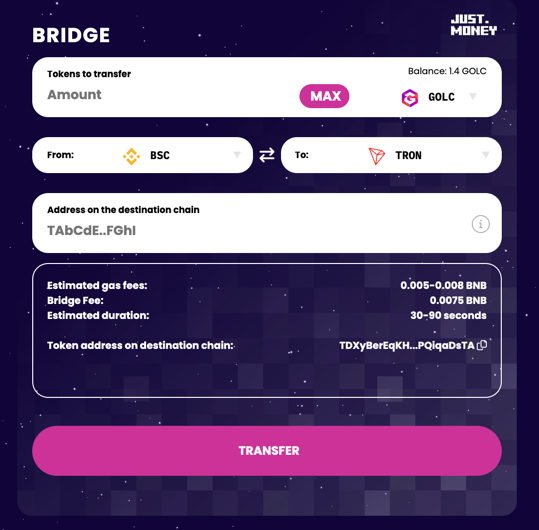 BRIDGE
JUST.
MONEY
Tokens to transfer
Balance: 1.4 GOLC
Amount
MAX
GOLC
From:
BSC
To:
TRON
Address on the destination chain
TAbCdE..FGhI
Estimated gas fees: 0.005-0.008 BNB
Bridge Fee: 0.0075 BNB
Estimated duration: 30-90 seconds
Token address on destination chain: TDXyBerEqKH...PQiqaDsTA
TRANSFER